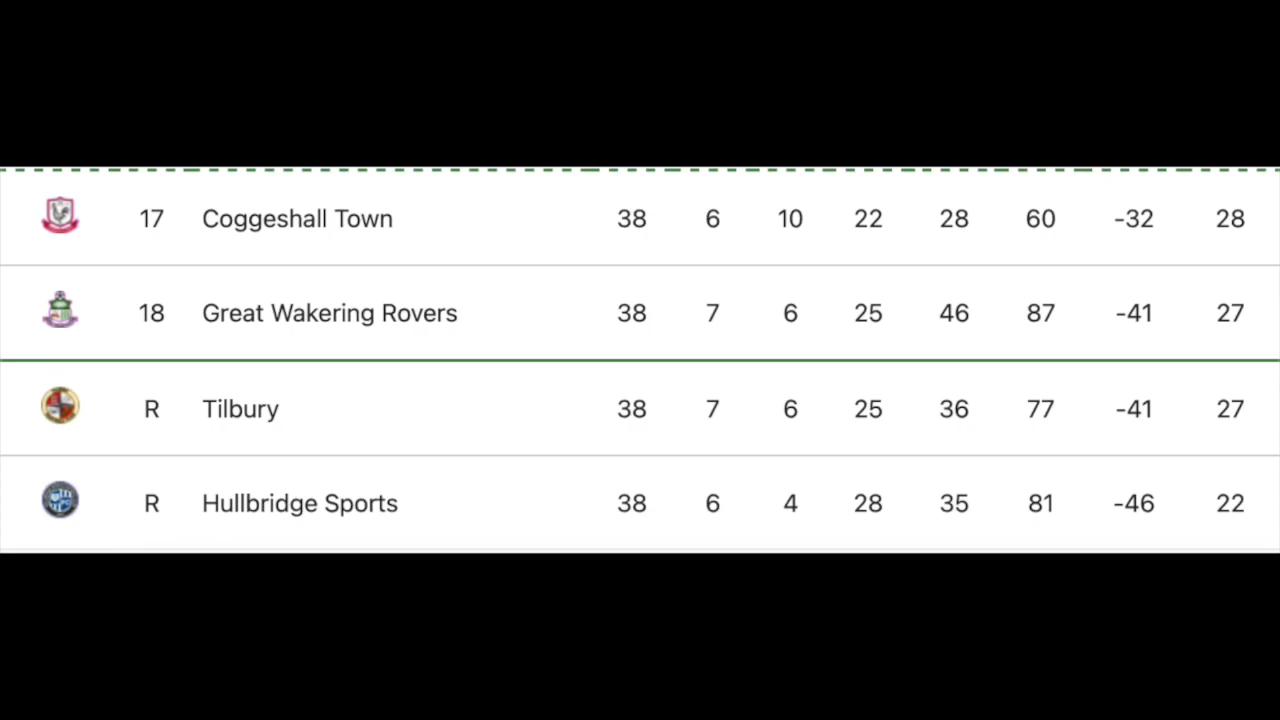 17 Coggeshall Town 38 6 10 22 28 60 -32 28
18 Great Wakering Rovers 38 7 6 25 46 87 -41 27
R Tilbury 38 7 6 25 36 77 -41 27
R Hullbridge Sports 38 6 4 28 35 81 -46 22